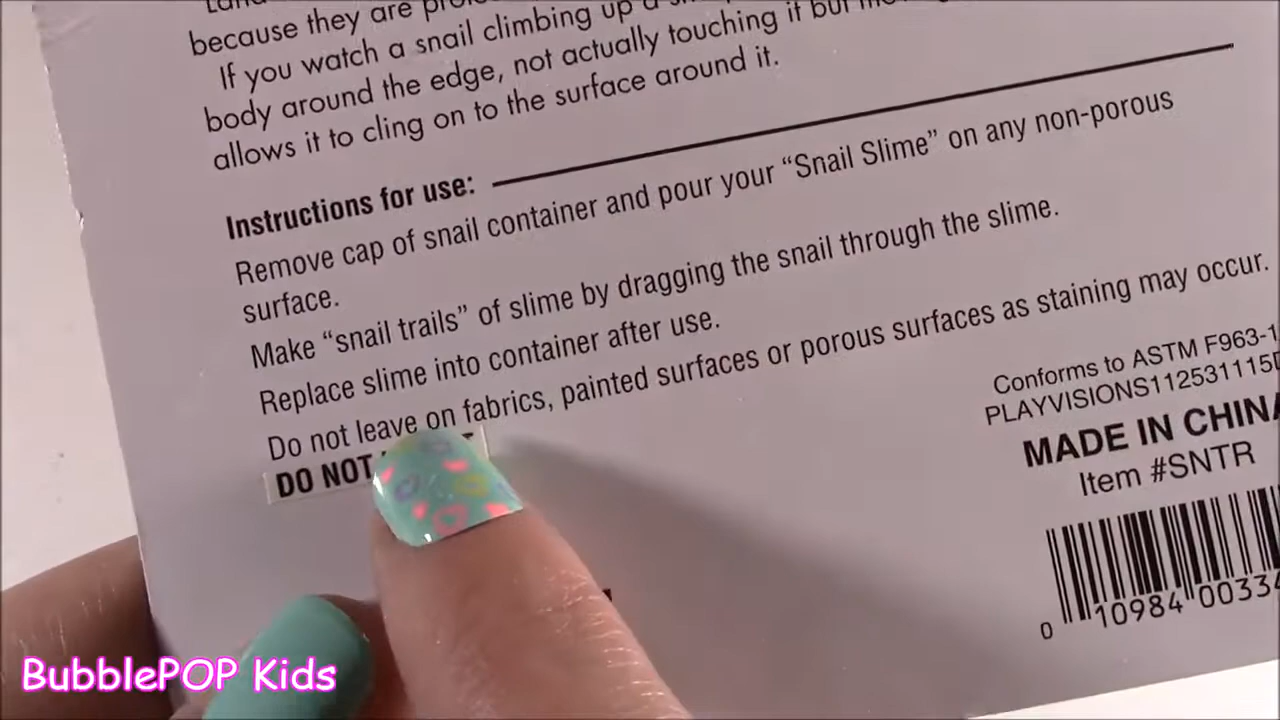 because they are
If you watch a snail climbing up a
body around the edge, not actually touching it but
allows it to cling on to the surface around it.
Instructions for use:
Remove cap of snail container and pour your “Snail Slime” on any non-porous
surface.
Make “snail trails” of slime by dragging the snail through the slime.
Replace slime into container after use.
Do not leave on fabrics, painted surfaces or porous surfaces as staining may occur.
DO NOT
Conforms to ASTM F963-1
PLAYVISIONS112531115
MADE IN CHINA
Item #SNTR
0 10984 00334
BubblePOP Kids